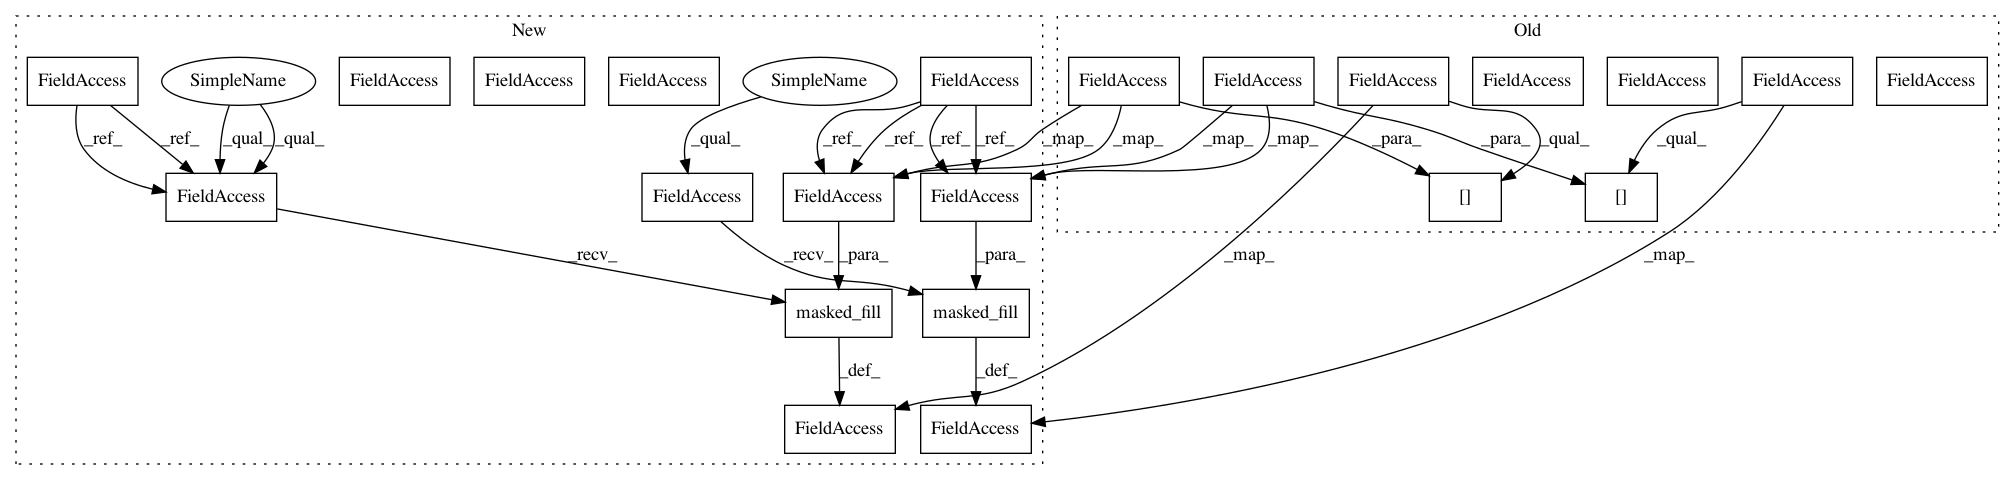 New
Old
FieldAccess
SimpleName
FieldAccess
FieldAccess
FieldAccess
SimpleName
FieldAccess
FieldAccess
FieldAccess
FieldAccess
FieldAccess
FieldAccess
FieldAccess
FieldAccess
_ref_
_ref_
_qual_
_qual_
_qual_
_ref_
_ref_
_ref_
_ref_
_map_
_map_
_map_
_map_
_para_
_para_
_qual_
_qual_
FieldAccess
FieldAccess
FieldAccess
FieldAccess
[]
[]
_recv_
_recv_
_para_
_para_
_map_
_map_
masked_fill
masked_fill
_def_
_def_
FieldAccess
FieldAccess